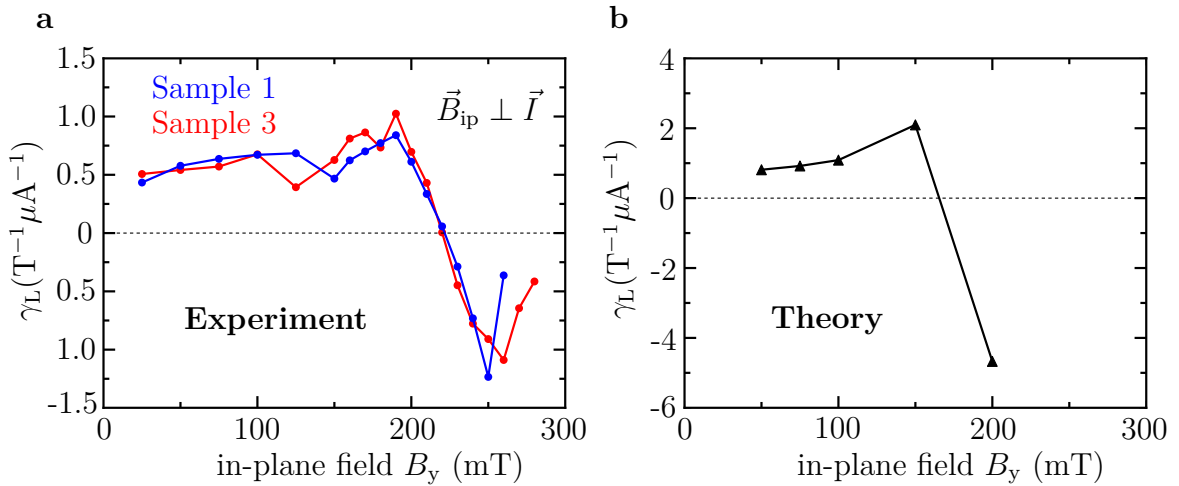 a
1.5
1.0
0.5
0
0.5
1.0
-1.5
0
100
200
300
γL(T−1μA−1)
in-plane field By (mT)
Sample 1
Sample 3
B⃗ip ⊥ I⃗
Experiment
b
4
2
0
-2
-4
-6
0
100
200
300
γL(T−1μA−1)
in-plane field By (mT)
Theory